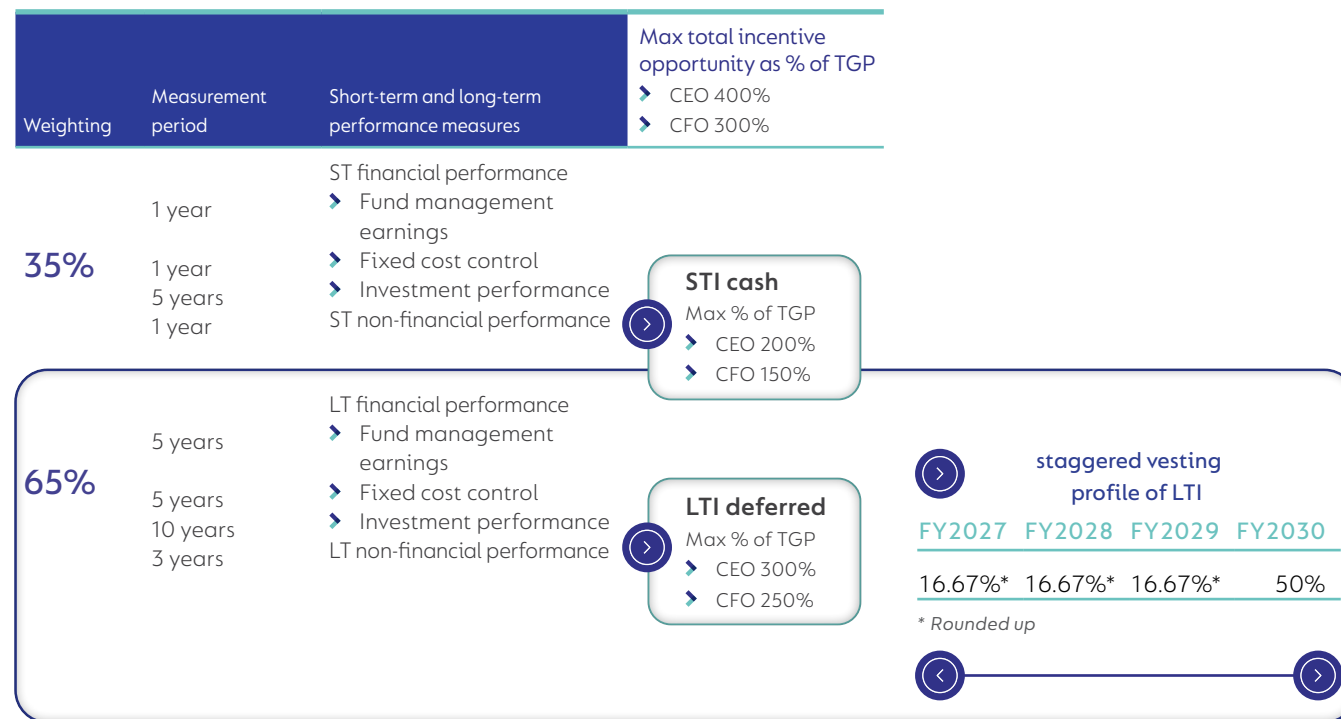 Weighting
Measurement
period
Short-term and long-term
performance measures
Max total incentive
opportunity as % of TGP
CEO 400%
CFO 300%
35%
1 year
1 year
5 years
1 year
ST financial performance
Fund management
earnings
Fixed cost control
Investment performance
ST non-financial performance
STI cash
Max % of TGP
CEO 200%
CFO 150%
65%
5 years
5 years
10 years
3 years
LT financial performance
Fund management
earnings
Fixed cost control
Investment performance
LT non-financial performance
LTI deferred
Max % of TGP
CEO 300%
CFO 250%
staggered vesting
profile of LTI
FY2027 FY2028 FY2029 FY2030
16.67%* 16.67%* 16.67%* 50%
* Rounded up